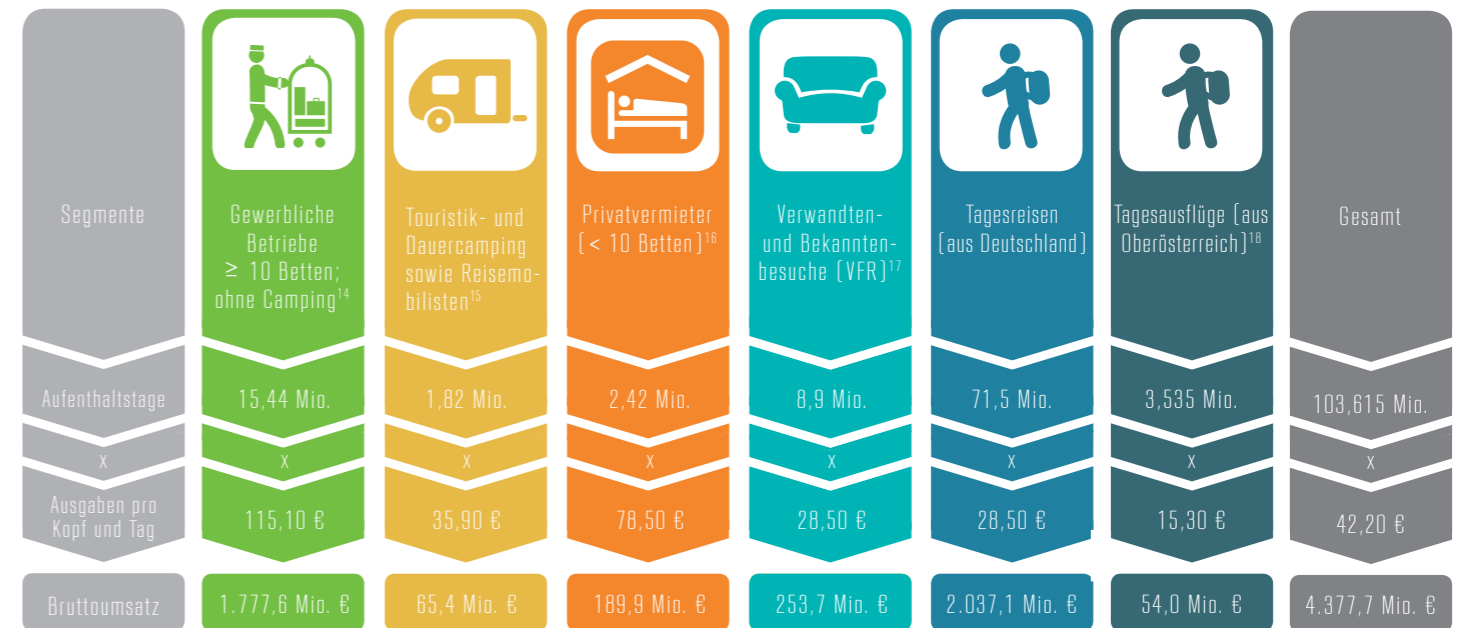 Segmente
Gewerbliche
Betriebe
≥ 10 Betten;
ohne Camping14
Touristik- und
Dauercamping
sowie Reisemo-
bilisten15
Privatvermieter
(< 10 Betten)16
Verwandten-
und Bekannten-
besuche (VFR)17
Tagesreisen
(aus Deutschland)
Tagesausflüge (aus
Oberösterreich)18
Gesamt
Aufenthaltstage
15,44 Mio.
1,82 Mio.
2,42 Mio.
8,9 Mio.
71,5 Mio.
3,535 Mio.
103,615 Mio.
x
x
x
x
x
x
x
x
Ausgaben pro
Kopf und Tag
115,10 €
35,90 €
78,50 €
28,50 €
28,50 €
15,30 €
42,20 €
Bruttoumsatz
1.777,6 Mio. €
65,4 Mio. €
189,9 Mio. €
253,7 Mio. €
2.037,1 Mio. €
54,0 Mio. €
4.377,7 Mio. €